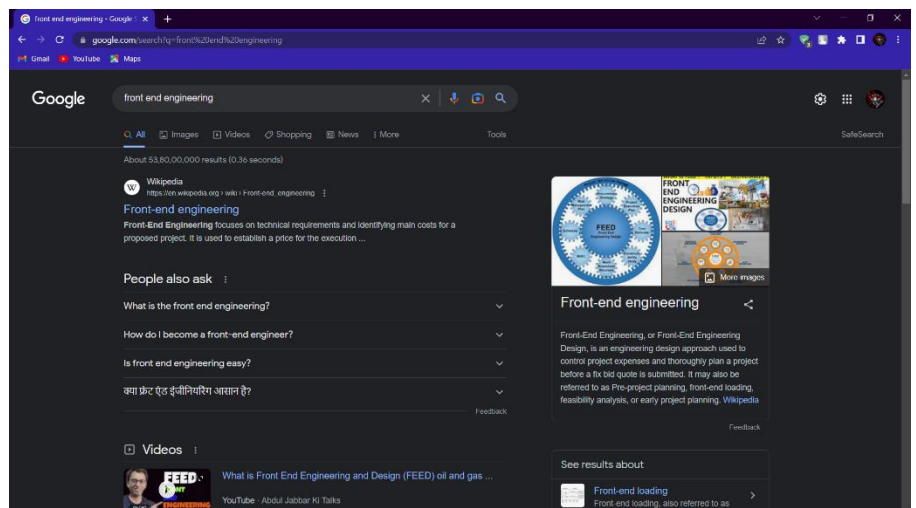 front end engineering - Google S
google.com/search?q=front%20end%20engineering
Gmail YouTube Maps
Google
front end engineering
All Images Videos Shopping News More Tools
SafeSearch
About 53,80,00,000 results (0.36 seconds)
W
Wikipedia
https://en.wikipedia.org › wiki › Front-end_engineering
Front-end engineering
Front-End Engineering focuses on technical requirements and identifying main costs for a
proposed project. It is used to establish a price for the execution ...
People also ask
What is the front end engineering?
How do I become a front-end engineer?
Is front end engineering easy?
क्या फ्रंट एंड इंजीनियरिंग आसान है?
Feedback
Videos
FEED
FRONT
END
ENGINEERING
What is Front End Engineering and Design (FEED) oil and gas ...
YouTube · Abdul Jabbar Ki Talks
FEED
FRONT
END
ENGINEERING
DESIGN
More images
Front-end engineering
Front-End Engineering, or Front-End Engineering
Design, is an engineering design approach used to
control project expenses and thoroughly plan a project
before a fix bid quote is submitted. It may also be
referred to as Pre-project planning, front-end loading,
feasibility analysis, or early project planning. Wikipedia
Feedback
See results about
Front-end loading
Front-end loading, also referred to as